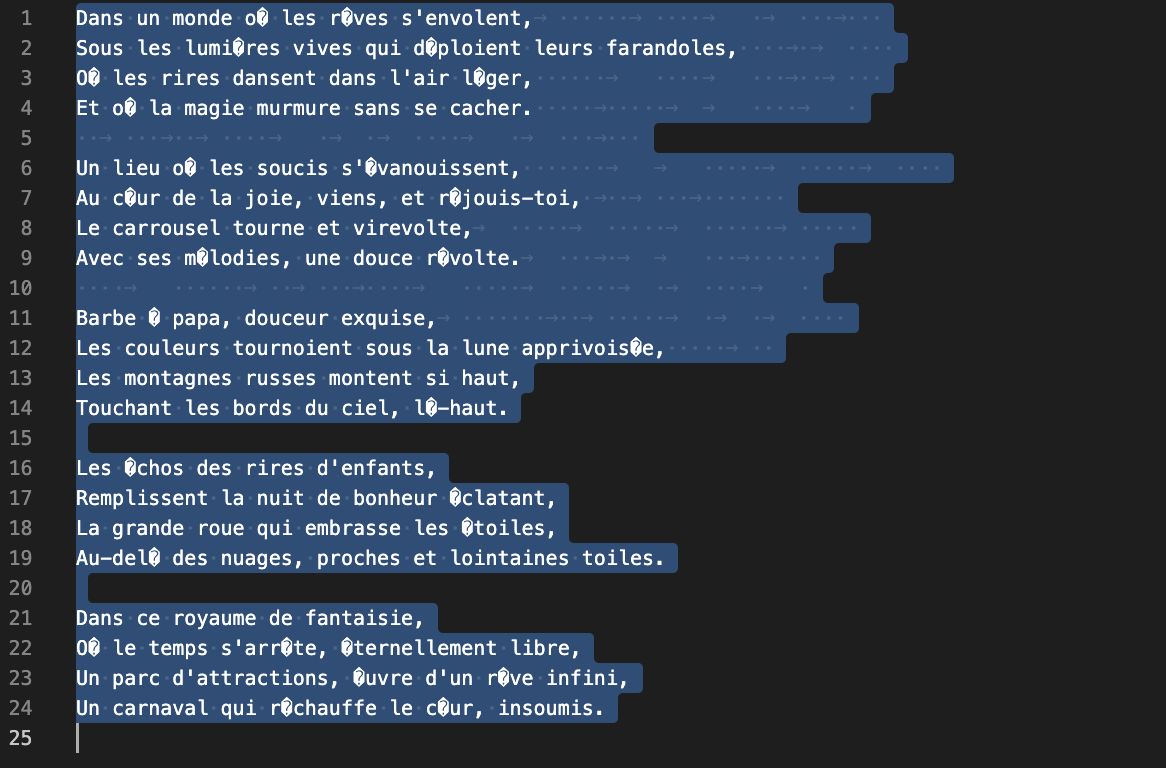 1 Dans un monde o� les r�ves s'envolent,
2 Sous les lumi�res vives qui d�ploient leurs farandoles,
3 O� les rires dansent dans l'air l�ger,
4 Et o� la magie murmure sans se cacher.
5
6 Un lieu o� les soucis s'�vanouissent,
7 Au c�ur de la joie, viens, et r�jouis-toi,
8 Le carrousel tourne et virevolte,
9 Avec ses m�lodies, une douce r�volte.
10
11 Barbe � papa, douceur exquise,
12 Les couleurs tournoient sous la lune apprivois�e,
13 Les montagnes russes montent si haut,
14 Touchant les bords du ciel, l�-haut.
15
16 Les �chos des rires d'enfants,
17 Remplissent la nuit de bonheur �clatant,
18 La grande roue qui embrasse les �toiles,
19 Au-del� des nuages, proches et lointaines toiles.
20
21 Dans ce royaume de fantaisie,
22 O� le temps s'arr�te, �ternellement libre,
23 Un parc d'attractions, �uvre d'un r�ve infini,
24 Un carnaval qui r�chauffe le c�ur, insoumis.
25